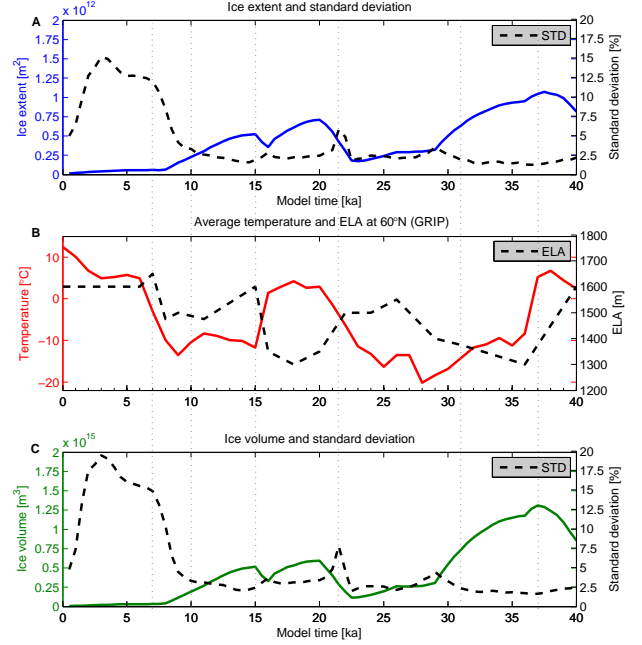 Ice extent and standard deviation
x 10^12
A
STD
2
1.75
1.5
1.25
1
0.75
0.5
0.25
0
Ice extent [m^2]
20
17.5
15
12.5
10
7.5
5
2.5
0
Standard deviation [%]
0 5 10 15 20 25 30 35 40
Model time [ka]
Average temperature and ELA at 60°N (GRIP)
B
ELA
10
0
−10
−20
Temperature [°C]
1800
1700
1600
1500
1400
1300
1200
ELA [m]
0 5 10 15 20 25 30 35 40
Ice volume and standard deviation
x 10^15
C
STD
2
1.75
1.5
1.25
1
0.75
0.5
0.25
0
Ice volume [m^3]
20
17.5
15
12.5
10
7.5
5
2.5
0
Standard deviation [%]
0 5 10 15 20 25 30 35 40
Model time [ka]